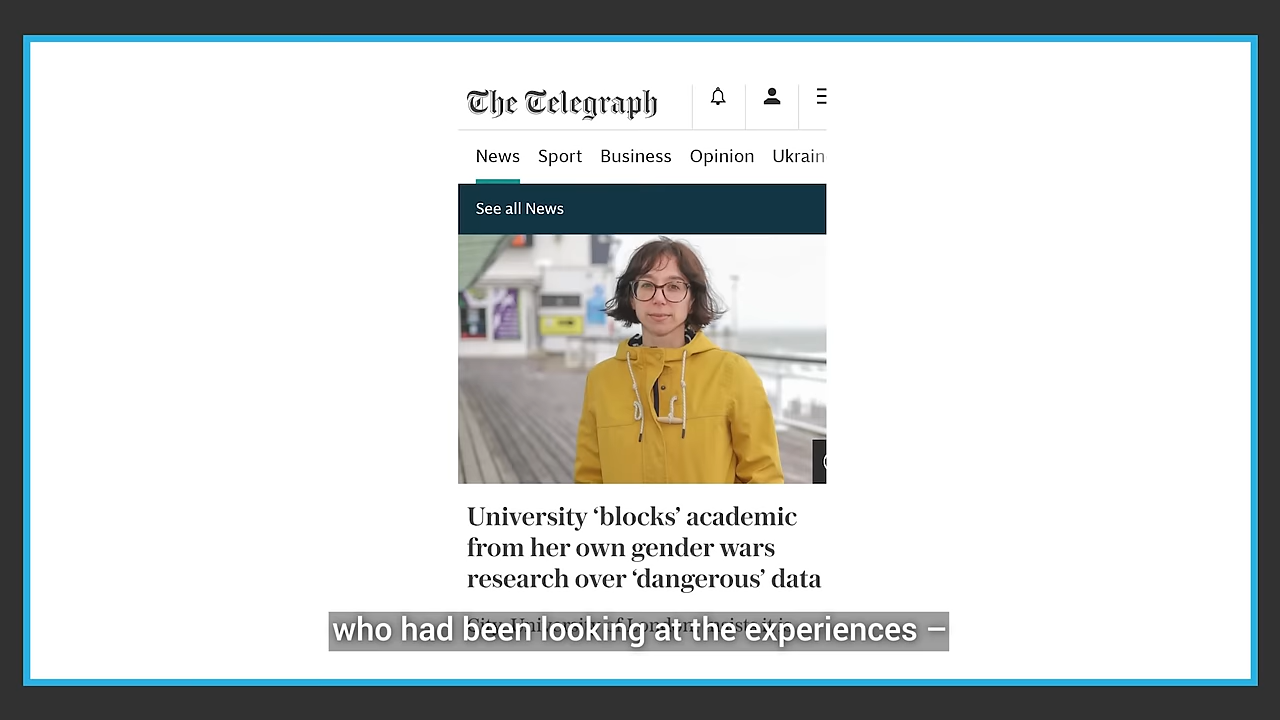 The Telegraph
News Sport Business Opinion Ukrain
See all News
University ‘blocks’ academic
from her own gender wars
research over ‘dangerous’ data
who had been looking at the experiences –